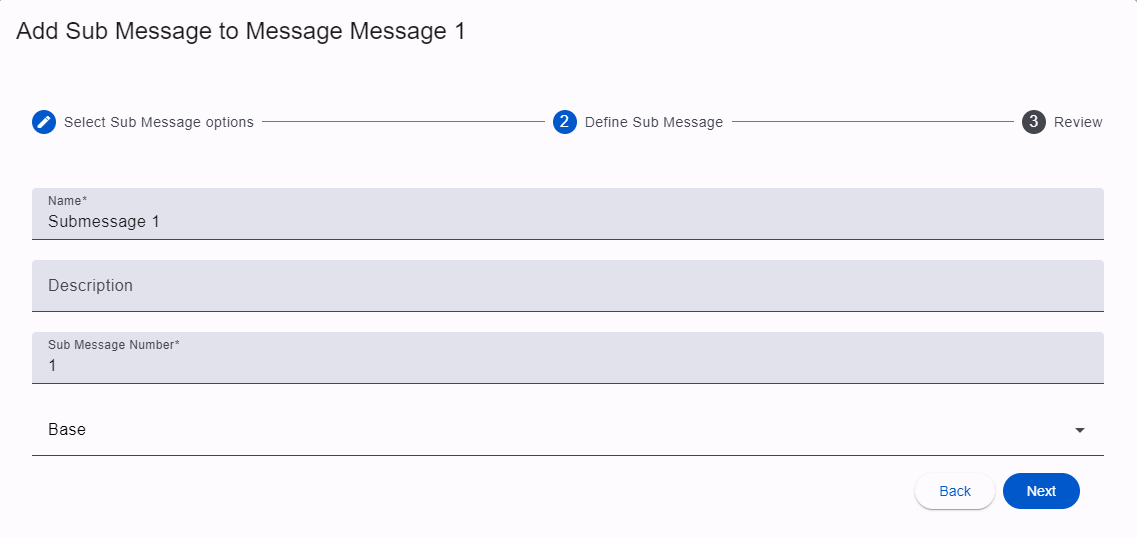 Add Sub Message to Message Message 1
Select Sub Message options
2 Define Sub Message
3 Review
Name*
Submessage 1
Description
Sub Message Number*
1
Base
Back Next